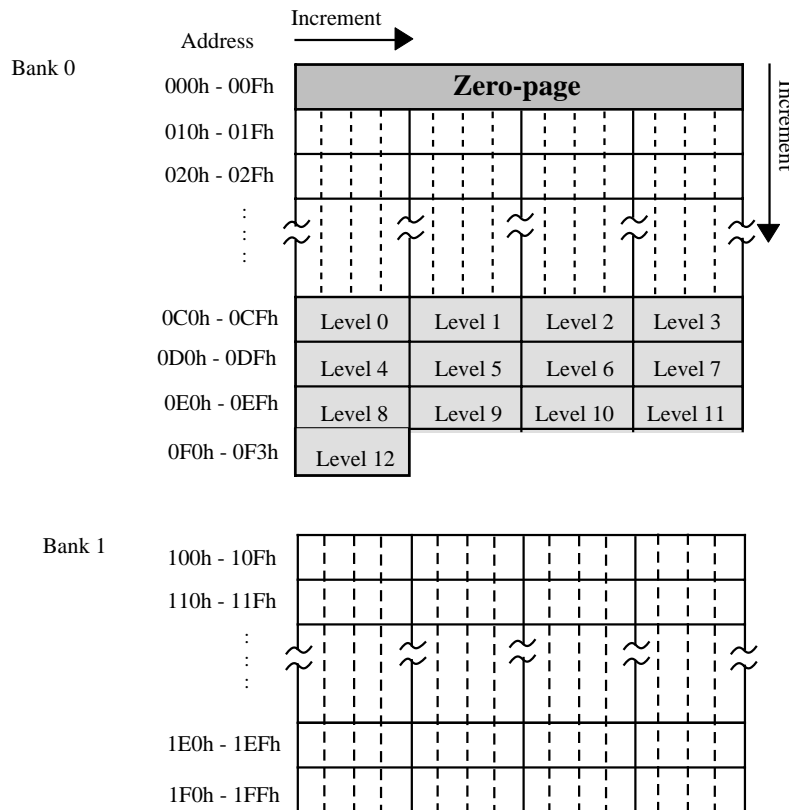 Increment
Address
Bank 0
000h - 00Fh Zero-page
Increment
010h - 01Fh
020h - 02Fh
0C0h - 0CFh Level 0 Level 1 Level 2 Level 3
0D0h - 0DFh Level 4 Level 5 Level 6 Level 7
0E0h - 0EFh Level 8 Level 9 Level 10 Level 11
0F0h - 0F3h Level 12
Bank 1
100h - 10Fh
110h - 11Fh
1E0h - 1EFh
1F0h - 1FFh